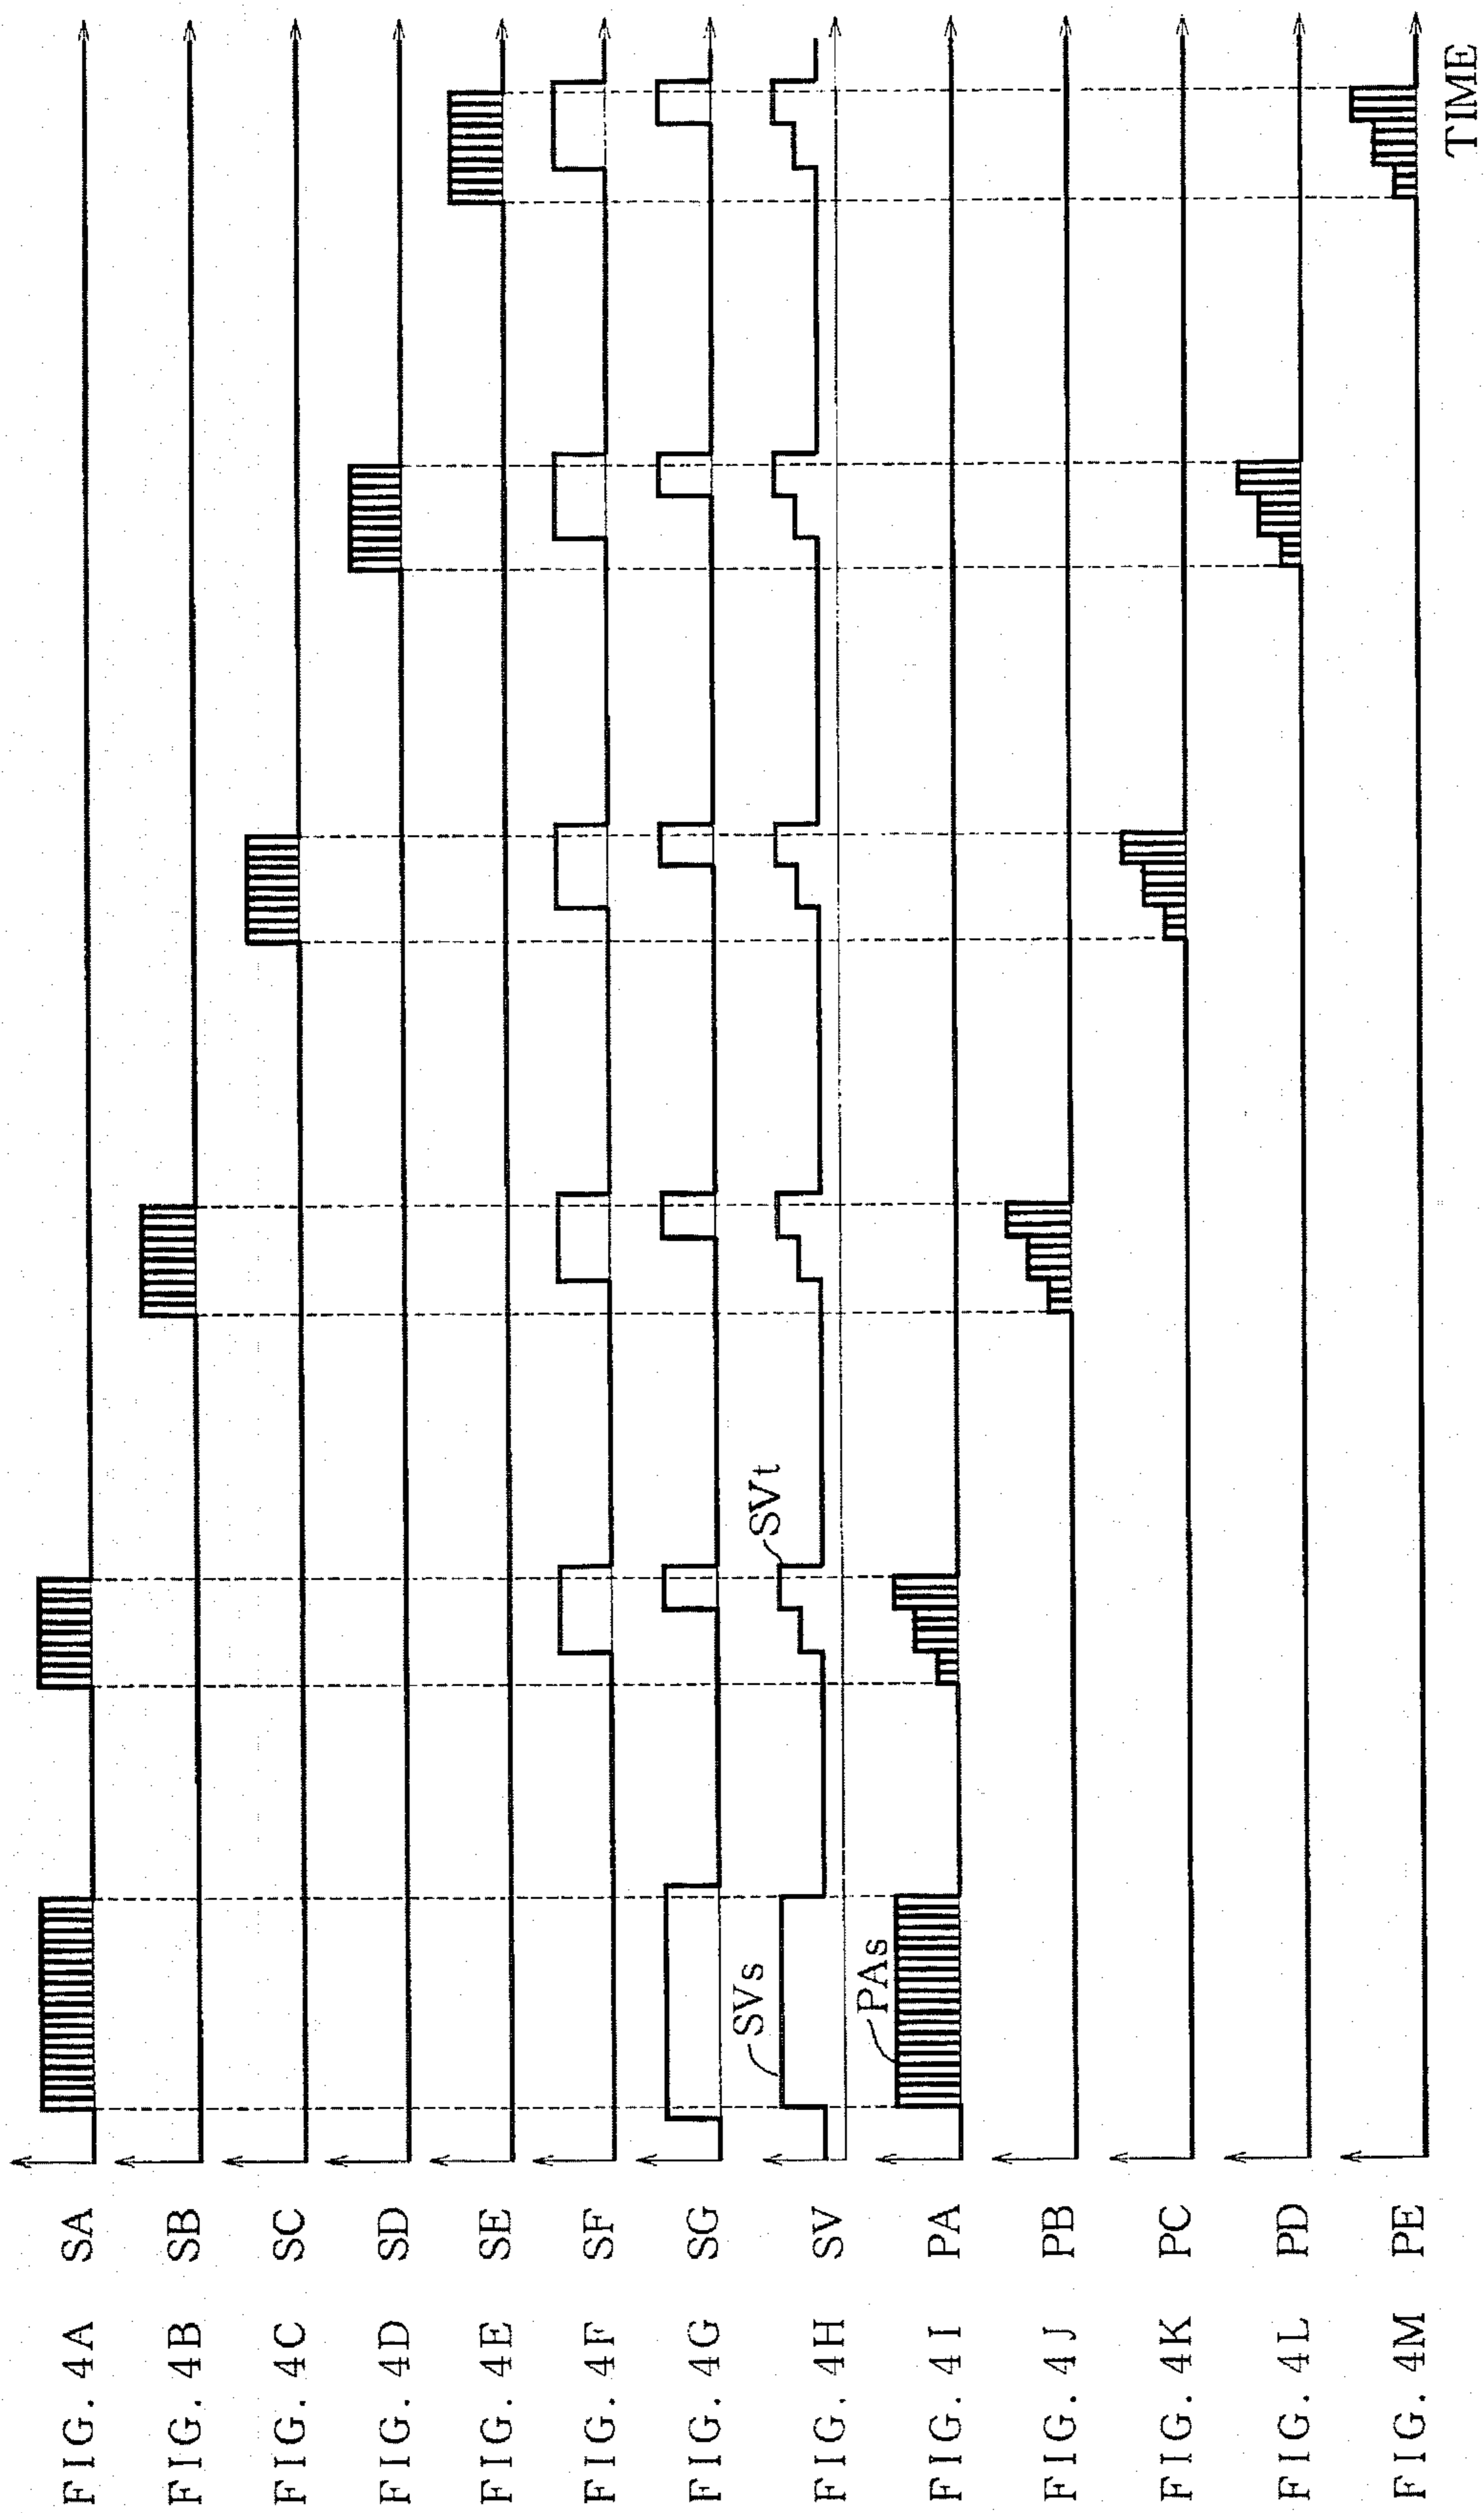 FIG. 4A SA
FIG. 4B SB
FIG. 4C SC
FIG. 4D SD
FIG. 4E SE
FIG. 4F SF
FIG. 4G SG
SVs
SVt
FIG. 4H SV
PAs
FIG. 4I PA
FIG. 4J PB
FIG. 4K PC
FIG. 4L PD
FIG. 4M PE
TIME